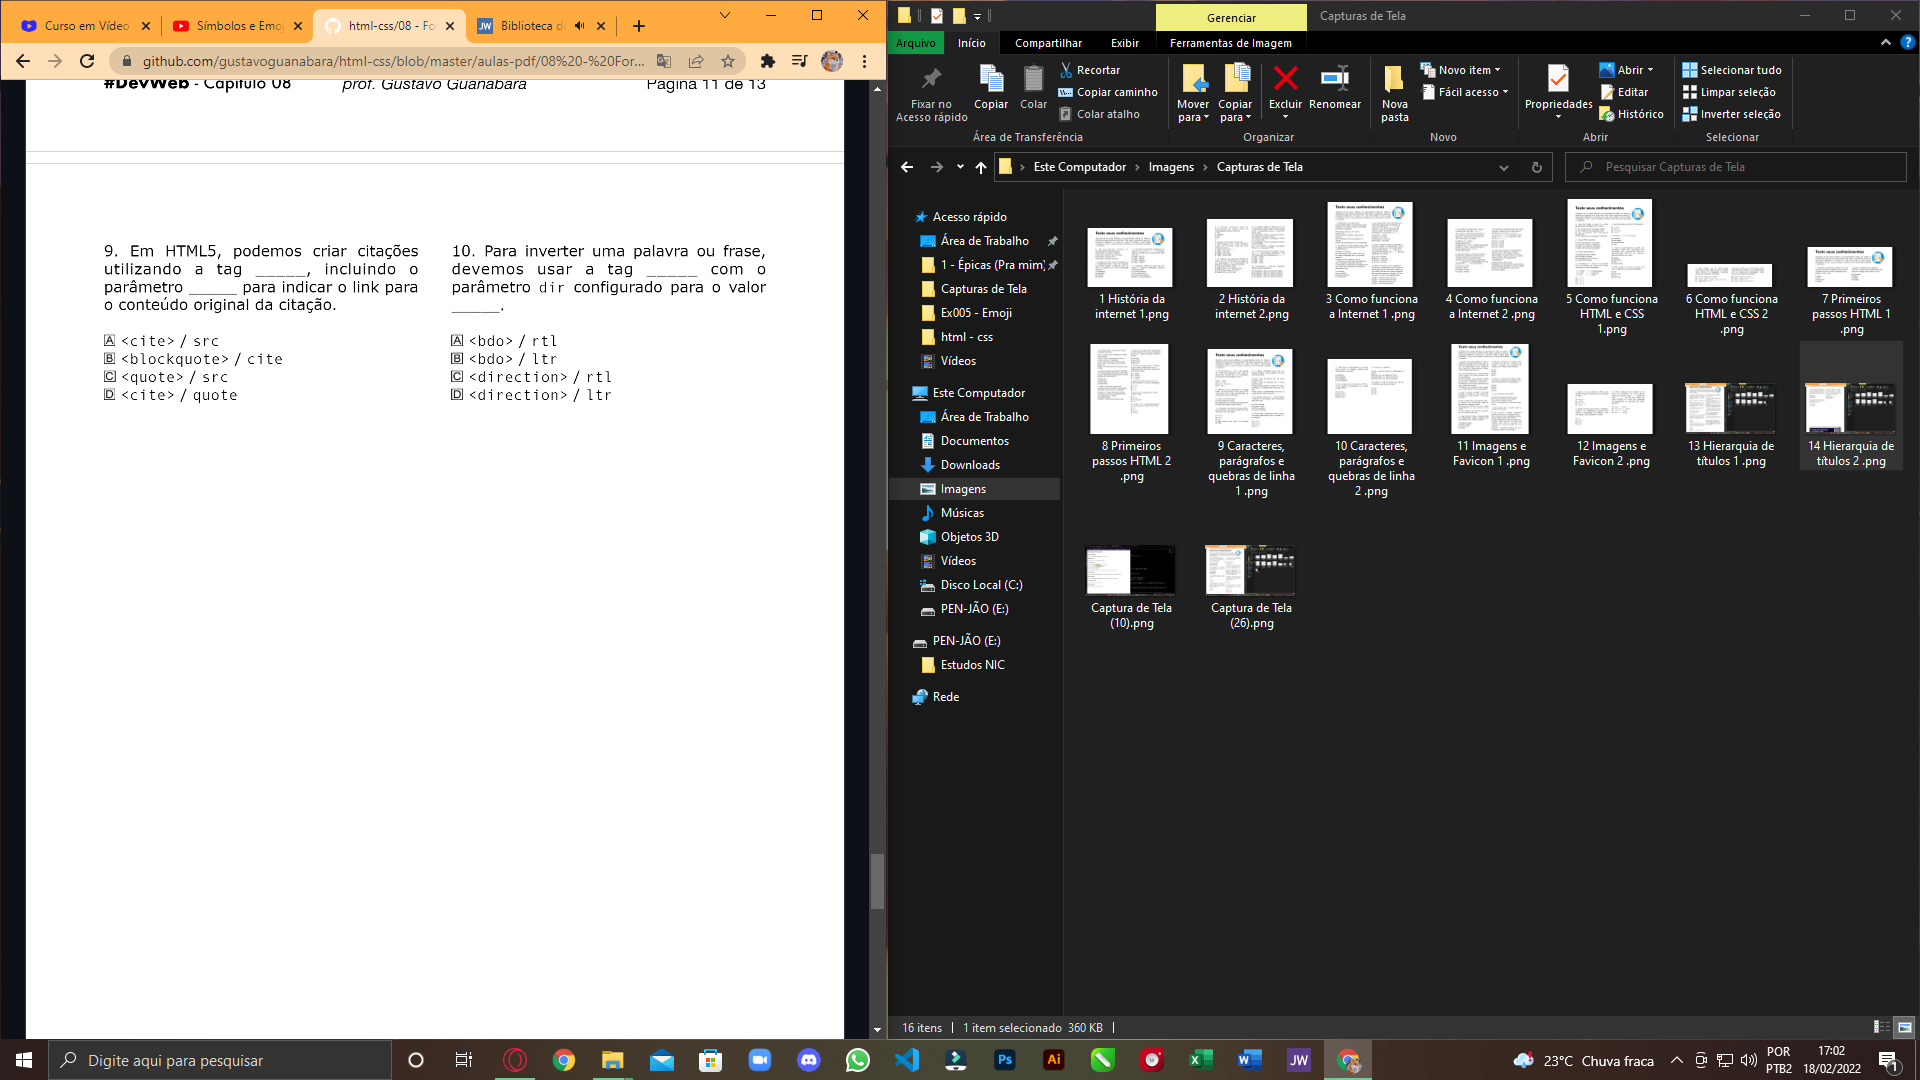 Curso em Vídeo
Símbolos e Emoj
html-css/08 - Fo
Biblioteca d
github.com/gustavoguanabara/html-css/blob/master/aulas-pdf/08%20-%20For...
#DevWeb - Capítulo 08 prof. Gustavo Guanabara Página 11 de 13
9. Em HTML5, podemos criar citações
utilizando a tag _____, incluindo o
parâmetro _____ para indicar o link para
o conteúdo original da citação.
A <cite> / src
B <blockquote> / cite
C <quote> / src
D <cite> / quote
10. Para inverter uma palavra ou frase,
devemos usar a tag _____ com o
parâmetro dir configurado para o valor
_____.
A <bdo> / rtl
B <bdo> / ltr
C <direction> / rtl
D <direction> / ltr
Gerenciar
Capturas de Tela
Arquivo
Início
Compartilhar
Exibir
Ferramentas de Imagem
Fixar no
Acesso rápido
Copiar
Colar
Recortar
Copiar caminho
Colar atalho
Área de Transferência
Mover
para
Copiar
para
Excluir
Renomear
Organizar
Nova
pasta
Novo item
Fácil acesso
Novo
Propriedades
Abrir
Editar
Histórico
Abrir
Selecionar tudo
Limpar seleção
Inverter seleção
Selecionar
Este Computador
Imagens
Capturas de Tela
Pesquisar Capturas de Tela
Acesso rápido
Área de Trabalho
1 - Épicas (Pra mim)
Capturas de Tela
Ex005 - Emoji
html - css
Vídeos
Este Computador
Área de Trabalho
Documentos
Downloads
Imagens
Músicas
Objetos 3D
Vídeos
Disco Local (C:)
PEN-JÃO (E:)
PEN-JÃO (E:)
Estudos NIC
Rede
1 História da
internet 1.png
2 História da
internet 2.png
3 Como funciona
a Internet 1 .png
4 Como funciona
a Internet 2 .png
5 Como funciona
HTML e CSS
1.png
6 Como funciona
HTML e CSS 2
.png
7 Primeiros
passos HTML 1
.png
8 Primeiros
passos HTML 2
.png
9 Caracteres,
parágrafos e
quebras de linha
1 .png
10 Caracteres,
parágrafos e
quebras de linha
2 .png
11 Imagens e
Favicon 1 .png
12 Imagens e
Favicon 2 .png
13 Hierarquia de
títulos 1 .png
14 Hierarquia de
títulos 2 .png
Captura de Tela
(10).png
Captura de Tela
(26).png
16 itens
1 item selecionado 360 KB
Digite aqui para pesquisar
Ps
Ai
JW
23°C Chuva fraca
POR
PTB2
17:02
18/02/2022
1